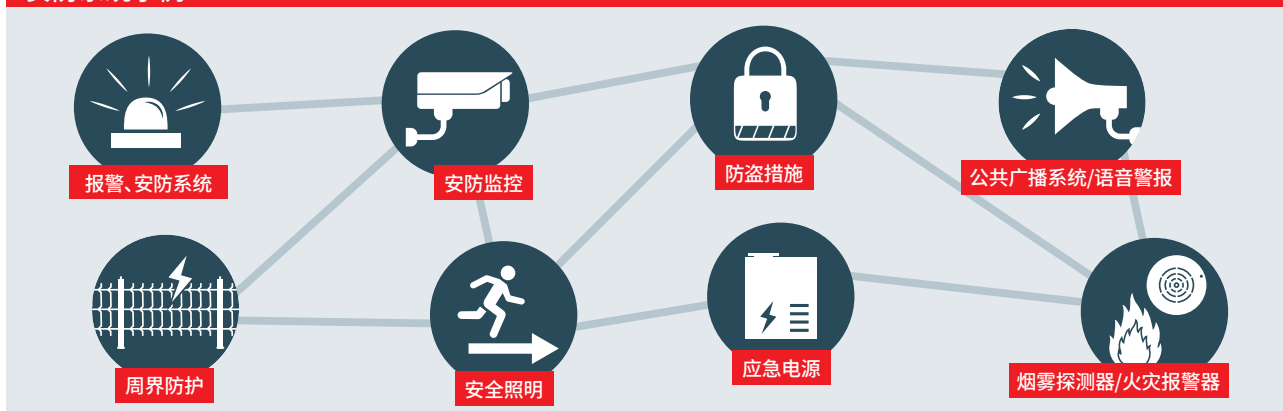 报警、安防系统
安防监控
防盗措施
公共广播系统/语音警报
周界防护
安全照明
应急电源
烟雾探测器/火灾报警器